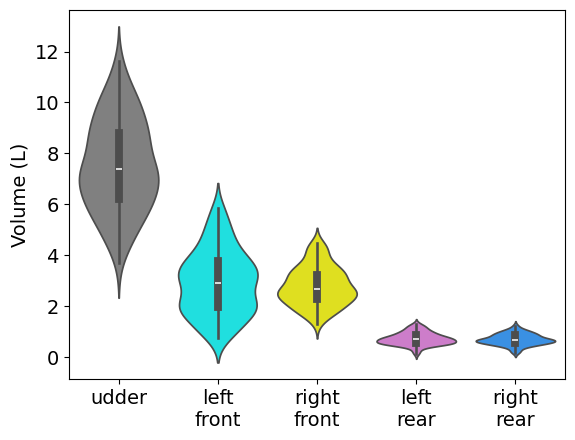 Volume (L)
12
10
8
6
4
2
0
udder
left
front
right
front
left
rear
right
rear